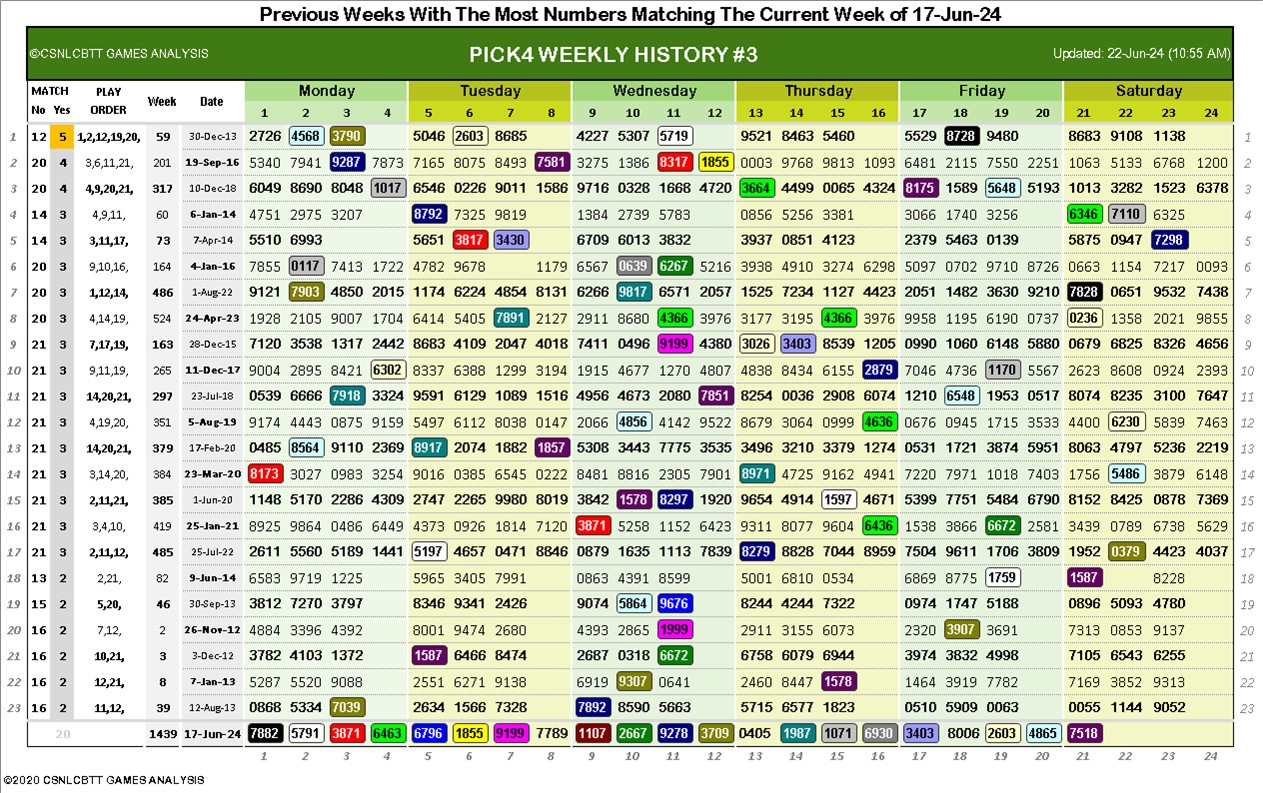 Previous Weeks With The Most Numbers Matching The Current Week of 17-Jun-24
©CSNLCBTT GAMES ANALYSIS PICK4 WEEKLY HISTORY #3 Updated: 22-Jun-24 (10:55 AM)
MATCH PLAY Week Date Monday Tuesday Wednesday Thursday Friday Saturday
No Yes ORDER 1 2 3 4 5 6 7 8 9 10 11 12 13 14 15 16 17 18 19 20 21 22 23 24
1 12 5 1,2,12,19,20, 59 30-Dec-13 2726 4568 3790 5046 2603 8685 4227 5307 5719 9521 8463 5460 5529 8728 9480 8683 9108 1138 1
2 20 4 3,6,11,21, 201 19-Sep-16 5340 7941 9287 7873 7165 8075 8493 7581 3275 1386 8317 1855 0003 9768 9813 1093 6481 2115 7550 2251 1063 5133 6768 1200 2
3 20 4 4,9,20,21, 317 10-Dec-18 6049 8690 8048 1017 6546 0226 9011 1586 9716 0328 1668 4720 3664 4499 0065 4324 8175 1589 5648 5193 1013 3282 1523 6378 3
4 14 3 4,9,11, 60 6-Jan-14 4751 2975 3207 8792 7325 9819 1384 2739 5783 0856 5256 3381 3066 1740 3256 6346 7110 6325 4
5 14 3 3,11,17, 73 7-Apr-14 5510 6993 5651 3817 3430 6709 6013 3832 3937 0851 4123 2379 5463 0139 5875 0947 7298 5
6 20 3 9,10,16, 164 4-Jan-16 7855 0117 7413 1722 4782 9678 1179 6567 0639 6267 5216 3938 4910 3274 6298 5097 0702 9710 8726 0663 1154 7217 0093 6
7 20 3 1,12,14, 486 1-Aug-22 9121 7903 4850 2015 1174 6224 4854 8131 6266 9817 6571 2057 1525 7234 1127 4423 2051 1482 3630 9210 7828 0651 9532 7438 7
8 20 3 4,14,19, 524 24-Apr-23 1928 2105 9007 1704 6414 5405 7891 2127 2911 8680 4366 3976 3177 3195 4366 3976 9958 1195 6190 0737 0236 1358 2021 9855 8
9 21 3 7,17,19, 163 28-Dec-15 7120 3538 1317 2442 8683 4109 2047 4018 7411 0496 9199 4380 3026 3403 8539 1205 0990 1060 6148 5880 0679 6825 8326 4656 9
10 21 3 9,11,19, 265 11-Dec-17 9004 2895 8421 6302 8337 6388 1299 3194 1915 4677 1270 4807 4838 8434 6155 2879 7046 4736 1170 5567 2623 8608 0924 2393 10
11 21 3 14,20,21, 297 23-Jul-18 0539 6666 7918 3324 9591 6129 1089 1516 4956 4673 2080 7851 8254 0036 2908 6074 1210 6548 1953 0517 8074 8235 3100 7647 11
12 21 3 4,19,20, 351 5-Aug-19 9174 4443 0875 9159 5497 6112 8038 0147 2066 4856 4142 9522 8679 3064 0999 4636 0676 0945 1715 3533 4400 6230 5839 7463 12
13 21 3 14,20,21, 379 17-Feb-20 0485 8564 9110 2369 8917 2074 1882 1857 5308 3443 7775 3535 3496 3210 3379 1274 0531 1721 3874 5951 8063 4797 5236 2219 13
14 21 3 3,14,20, 384 23-Mar-20 8173 3027 0983 3254 9016 0385 6545 0222 8481 8816 2305 9701 8971 4725 9162 4941 7220 7971 1018 7403 1756 5486 3879 6148 14
15 21 3 2,11,21, 385 1-Jun-20 1148 5170 2286 4309 2747 2265 9980 8019 3842 1578 8297 1920 9654 4914 1597 4671 5399 7751 5484 6790 8152 8425 0878 7369 15
16 21 3 3,4,10, 419 25-Jan-21 8925 9864 0486 6449 4373 0926 1814 7120 3871 5258 1152 6423 9311 8077 9604 6436 1538 3866 6672 2581 3439 0789 6738 5629 16
17 21 3 2,11,12, 485 25-Jul-22 2611 5560 5189 1441 5197 4657 0471 8846 0879 1635 1113 7839 8279 8828 7044 8959 7504 9611 1706 3809 1952 0379 4423 4037 17
18 13 2 2,21, 82 9-Jun-14 6583 9719 1225 5965 3405 7991 0863 4391 8599 5001 6810 0534 6869 8775 1759 1587 8228 18
19 15 2 5,20, 46 30-Sep-13 3812 7270 3797 8346 9341 2426 9074 5864 9676 8244 4244 7322 0974 1747 5188 0896 5093 4780 19
20 16 2 7,12, 2 26-Nov-12 4884 3396 4392 8001 9474 2680 4393 2865 1999 2911 3155 6073 2320 3907 3691 7313 0853 9137 20
21 16 2 10,21, 3 3-Dec-12 3782 4103 1372 1587 6466 8474 2687 0318 6672 6758 6079 6944 3974 3832 4998 7105 6543 6255 21
22 16 2 12,21, 8 7-Jan-13 5287 5520 9088 2551 6271 9138 6919 9307 0641 2460 8447 1578 1464 3919 7782 7169 3852 9313 22
23 16 2 11,12, 39 12-Aug-13 0868 5334 7039 2634 1566 7328 7892 8590 5663 5715 6577 1823 0510 5909 0063 0055 1144 9052 23
20 1439 17-Jun-24 7882 5791 3871 6463 6796 1855 9199 7789 1107 2667 9278 3709 0405 1987 1071 6930 3403 8006 2603 4865 7518
1 2 3 4 5 6 7 8 9 10 11 12 13 14 15 16 17 18 19 20 21 22 23 24
©2020 CSNLCBTT GAMES ANALYSIS